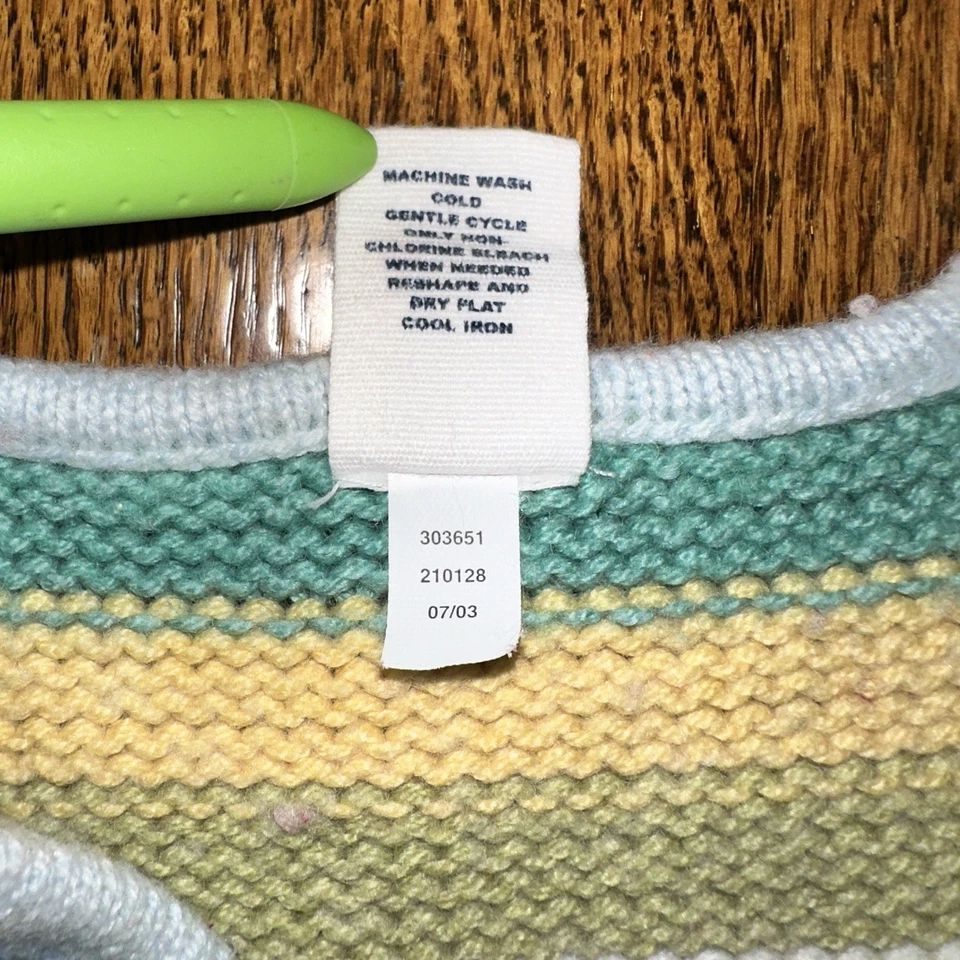 MACHINE WASH
COLD
GENTLE CYCLE
ONLY NON-
CHLORINE BLEACH
WHEN NEEDED
RESHAPE AND
DRY FLAT
COOL IRON
303651
210128
07/03